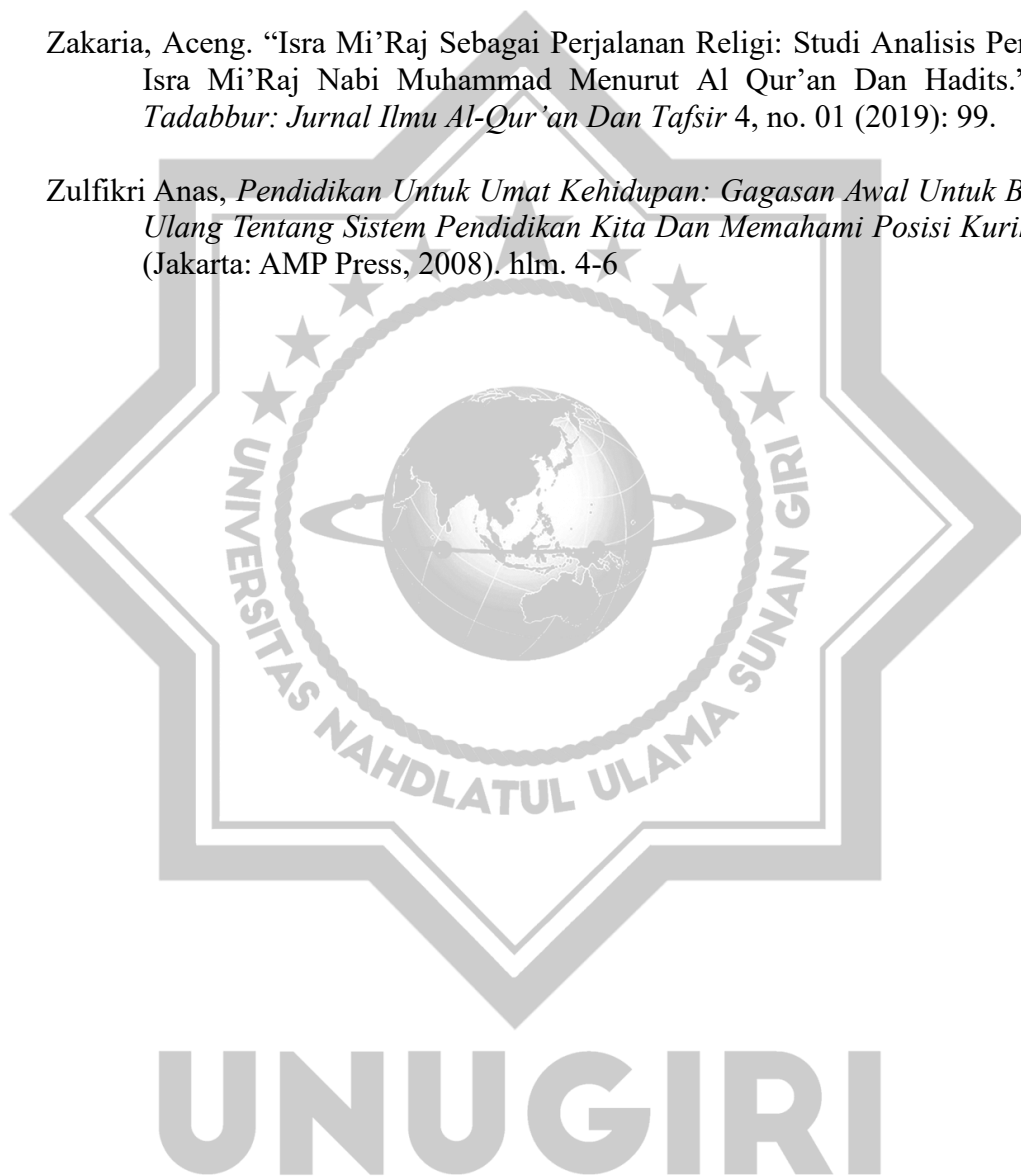 Zakaria, Aceng. “Isra Mi’Raj Sebagai Perjalanan Religi: Studi Analisis
Isra Mi’Raj Nabi Muhammad Menurut Al Qur’an Dan Hadits.”
Tadabbur: Jurnal Ilmu Al-Qur’an Dan Tafsir 4, no. 01 (2019): 99.
Zulfikri Anas, Pendidikan Untuk Umat Kehidupan: Gagasan Awal Untuk
Ulang Tentang Sistem Pendidikan Kita Dan Memahami Posisi
(Jakarta: AMP Press, 2008). hlm. 4-6
UNIVERSITAS NAHDLATUL ULAMA SUNAN GIRI
UNUGIRI